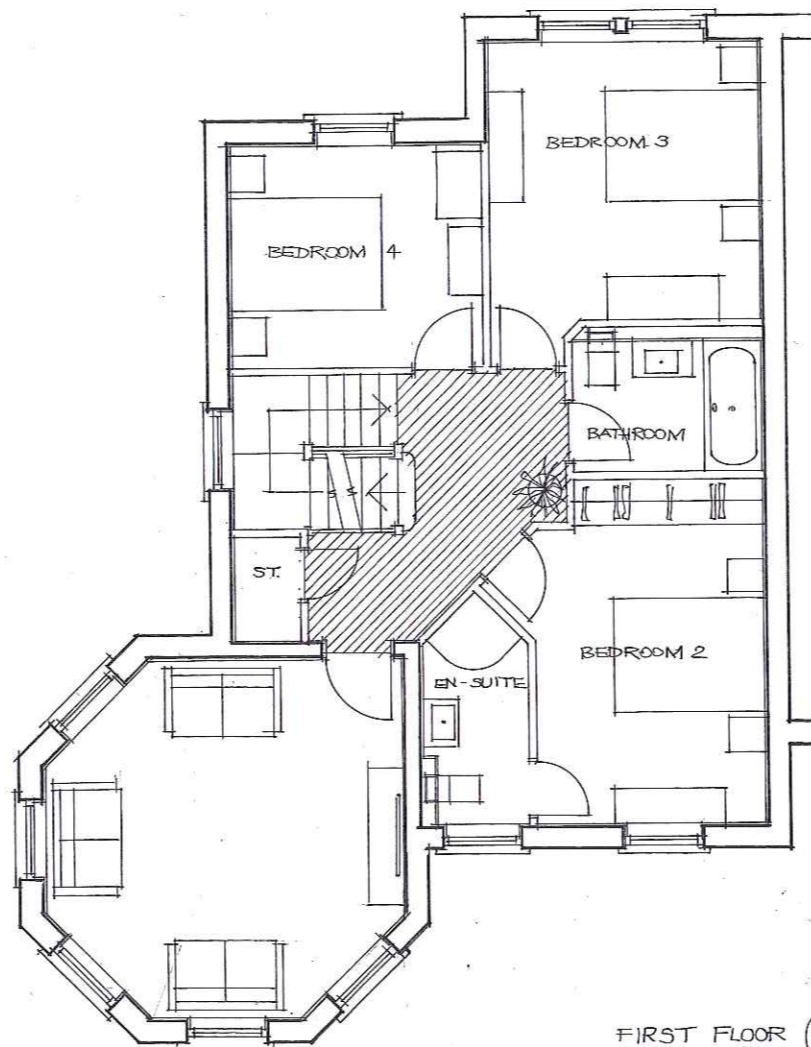 BEDROOM 3
BEDROOM 4
BATHROOM
ST.
BEDROOM 2
EN-SUITE
FIRST FLOOR